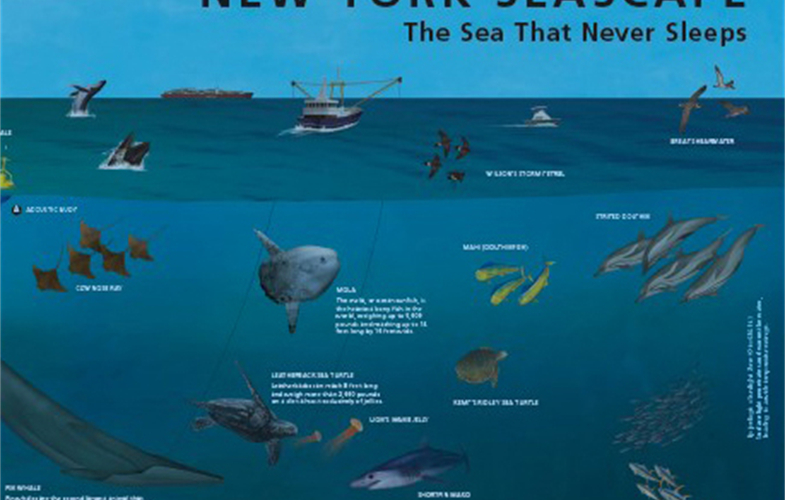 NEW YORK SEASCAPE
The Sea That Never Sleeps
ALE
GREAT SHEARWATER
WILSON'S STORM PETREL
ACOUSTIC BUOY
STRIPED DOLPHIN
MAHI (DOLPHINFISH)
COWNOSE RAY
MOLA
The mola, or ocean sunfish, is
the heaviest bony fish in the
world, weighing up to 5,000
pounds and reaching up to
feet long by 14 feet wide.
LEATHERBACK SEA TURTLE
Leatherbacks can reach 8 feet long
and weigh more than 2,000 pounds
on a diet almost exclusively of jellies.
KEMP'S RIDLEY SEA TURTLE
LION'S MANE JELLY
SHORTFIN MAKO
FIN WHALE